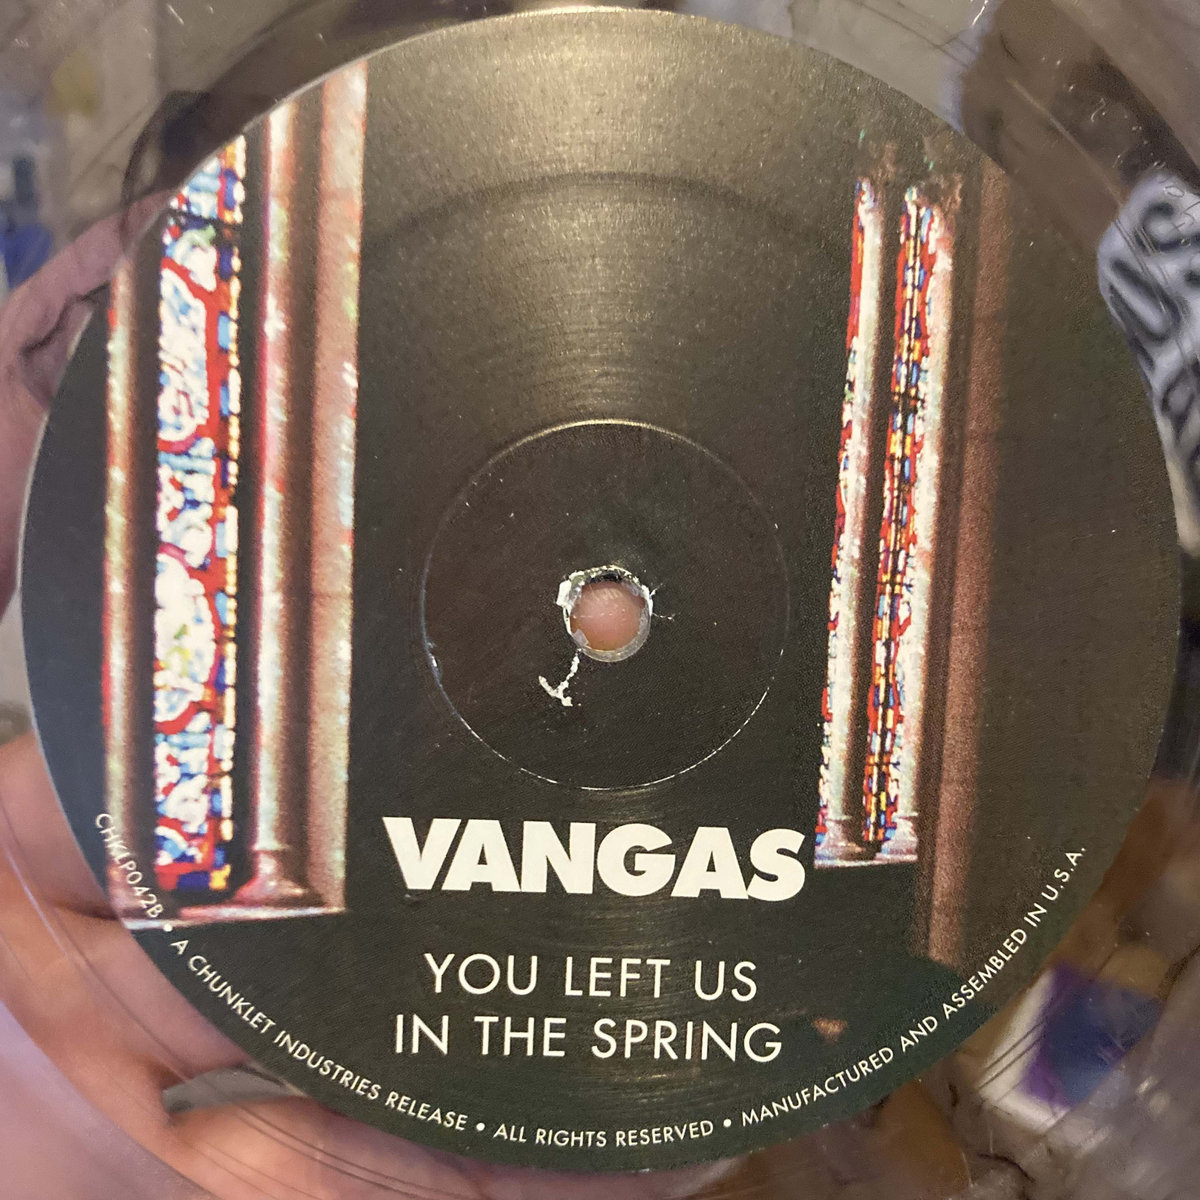 VANGAS
YOU LEFT US
IN THE SPRING
CHKLP042B • A CHUNKLET INDUSTRIES RELEASE • ALL RIGHTS RESERVED • MANUFACTURED AND ASSEMBLED IN U.S.A.